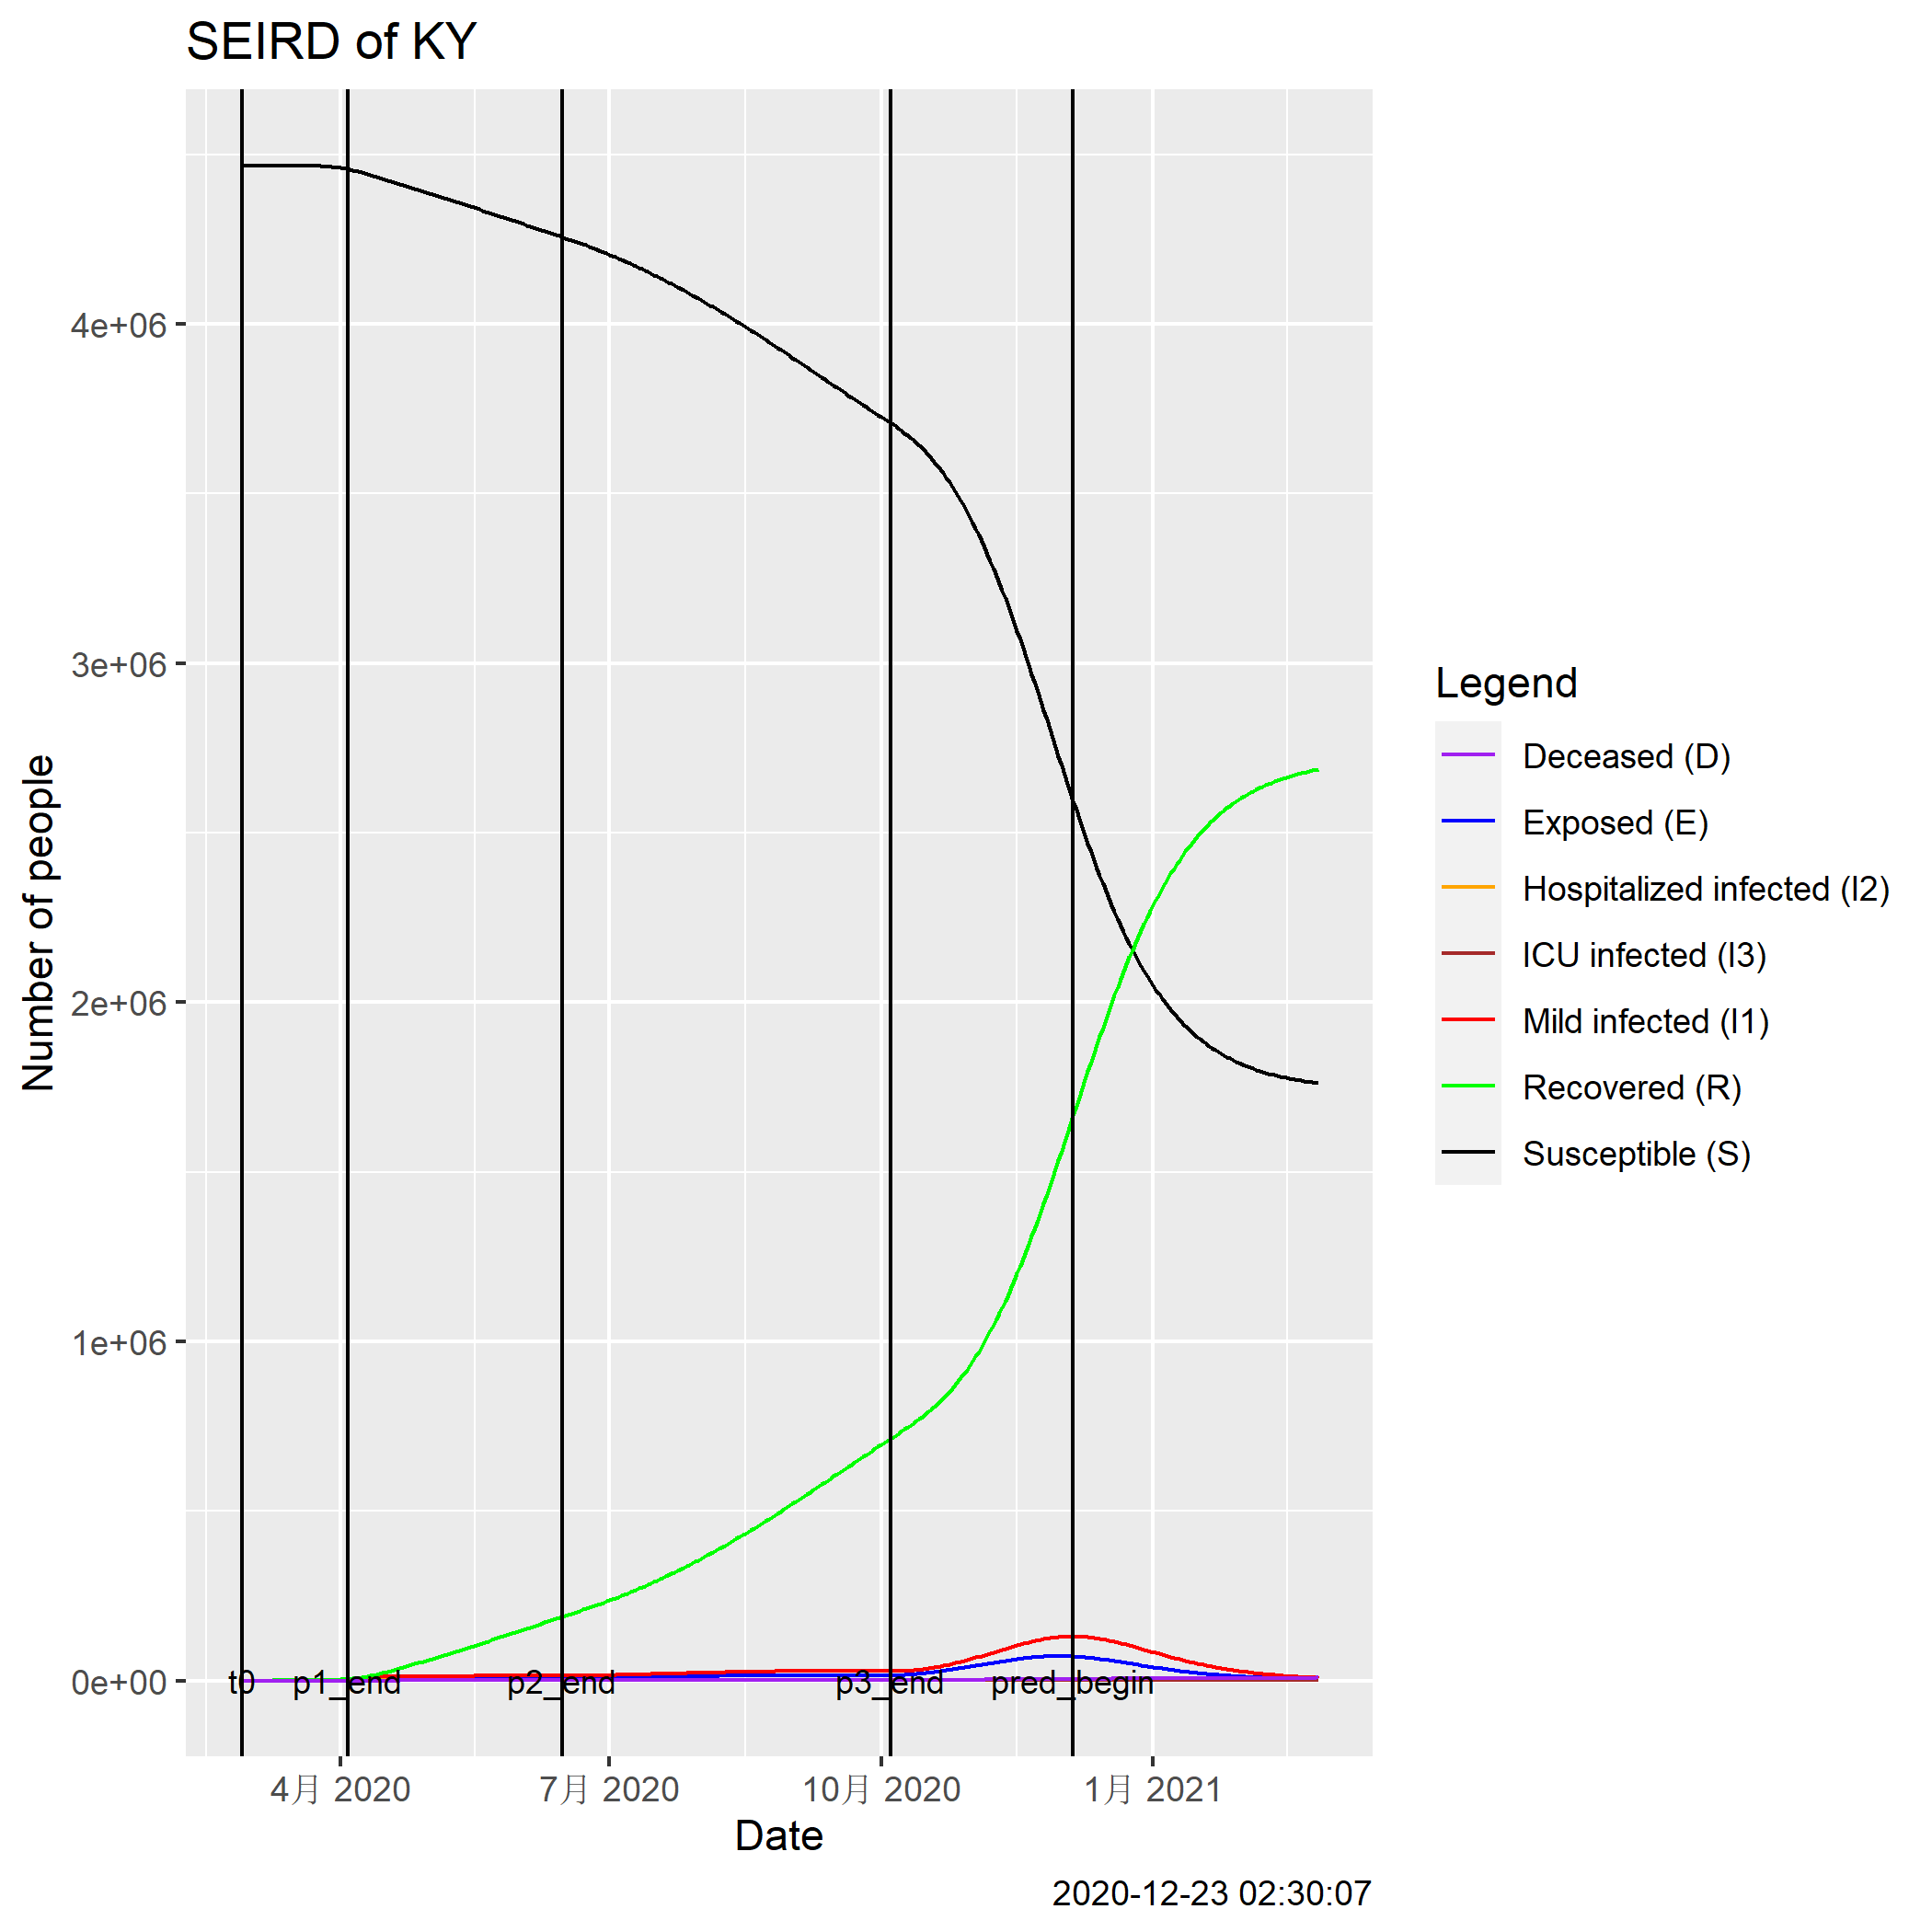 SEIRD of KY
Number of people
4e+06
3e+06
2e+06
1e+06
0e+00
t0
p1_end
p2_end
p3_end
pred_begin
4月 2020
7月 2020
10月 2020
1月 2021
Date
Legend
Deceased (D)
Exposed (E)
Hospitalized infected (I2)
ICU infected (I3)
Mild infected (I1)
Recovered (R)
Susceptible (S)
2020-12-23 02:30:07